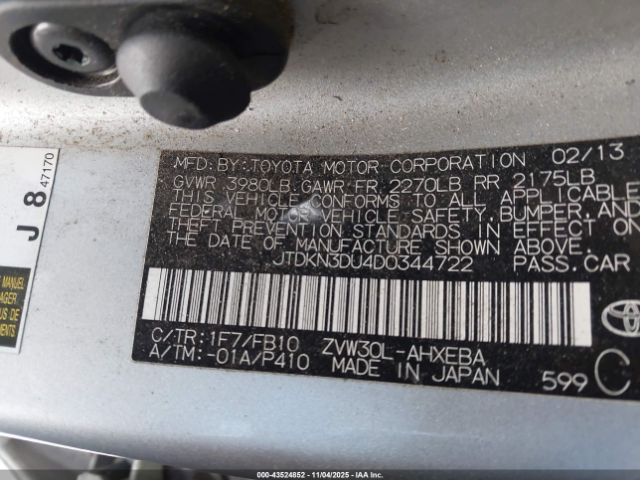 MFD. BY: TOYOTA MOTOR CORPORATION 02/13
GVWR 3980LB GAWR FR 2270LB RR 2175LB
THIS VEHICLE CONFORMS TO ALL APPLICABLE
FEDERAL MOTOR VEHICLE SAFETY, BUMPER, AND
THEFT PREVENTION STANDARDS IN EFFECT ON
THE DATE OF MANUFACTURE SHOWN ABOVE.
JTDKN3DU4D0344722 PASS. CAR
C/TR: 1F7/FB10 ZVW30L-AHXEBA
A/TM: -01A/P410 MADE IN JAPAN 599 C
TOYOTA
J 8 47170
MANUEL
00-43524852 - 11/04/2025 - IAA, Inc.